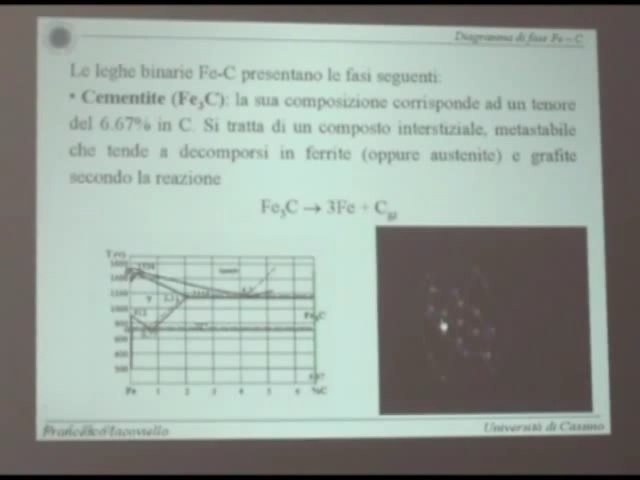 Diagramma di fase Fe - C
Le leghe binarie Fe-C presentano le fasi seguenti:
• Cementite (Fe₃C): la sua composizione corrisponde ad un tenore
del 6.67% in C. Si tratta di un composto interstiziale, metastabile
che tende a decomporsi in ferrite (oppure austenite) e grafite
secondo la reazione
Fe₃C → 3Fe + C
Fe 1 2 3 4 5 6 %C
Francesco Iacoviello
Università di Cassino